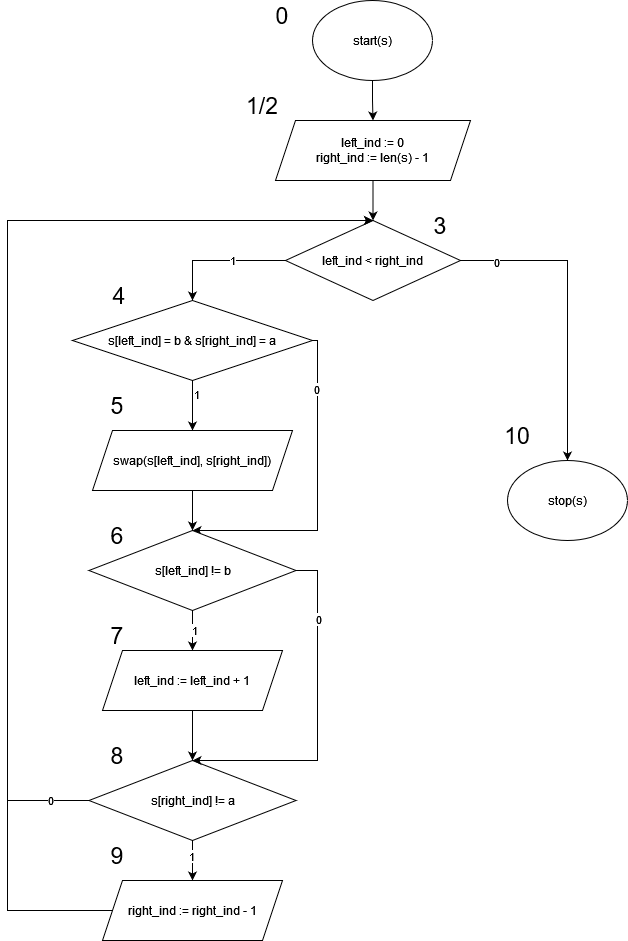 0
start(s)
1/2
left_ind := 0
right_ind := len(s) - 1
3
left_ind < right_ind
1
0
4
s[left_ind] = b & s[right_ind] = a
1
0
5
swap(s[left_ind], s[right_ind])
10
stop(s)
6
s[left_ind] != b
1
0
7
left_ind := left_ind + 1
8
s[right_ind] != a
0
1
9
right_ind := right_ind - 1